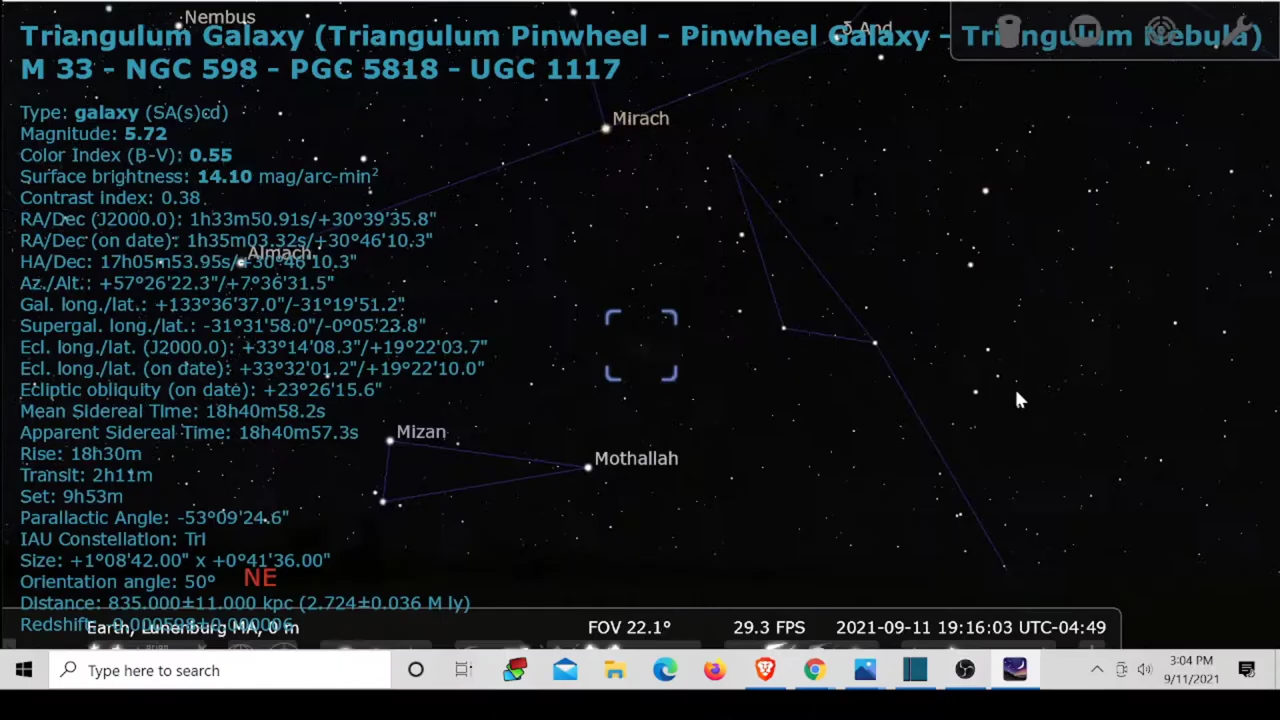 Nembus
Triangulum Galaxy (Triangulum Pinwheel - Pinwheel Galaxy - Triangulum Nebula)
δ And
M 33 - NGC 598 - PGC 5818 - UGC 1117
Type: galaxy (SA(s)cd)
Mirach
Magnitude: 5.72
Color Index (B-V): 0.55
Surface brightness: 14.10 mag/arc-min²
Contrast index: 0.38
RA/Dec (J2000.0): 1h33m50.91s/+30°39'35.8"
RA/Dec (on date): 1h35m03.32s/+30°46'10.3"
Almach
HA/Dec: 17h05m53.95s/+30°46'10.3"
Az./Alt.: +57°26'22.3"/+7°36'31.5"
Gal. long./lat.: +133°36'37.0"/-31°19'51.2"
Supergal. long./lat.: -31°31'58.0"/-0°05'23.8"
Ecl. long./lat. (J2000.0): +33°14'08.3"/+19°22'03.7"
Ecl. long./lat. (on date): +33°32'01.2"/+19°22'10.0"
Ecliptic obliquity (on date): +23°26'15.6"
Mean Sidereal Time: 18h40m58.2s
Apparent Sidereal Time: 18h40m57.3s
Mizan
Rise: 18h30m
Mothallah
Transit: 2h11m
Set: 9h53m
Parallactic Angle: -53°09'24.6"
IAU Constellation: Tri
Size: +1°08'42.00" x +0°41'36.00"
Orientation angle: 50°
NE
Distance: 835.000±11.000 kpc (2.724±0.036 M ly)
Redshift: -0.000598±0.000006
Earth, Lunenburg MA, 0 m
FOV 22.1°
29.3 FPS
2021-09-11 19:16:03 UTC-04:49
Type here to search
3:04 PM
9/11/2021